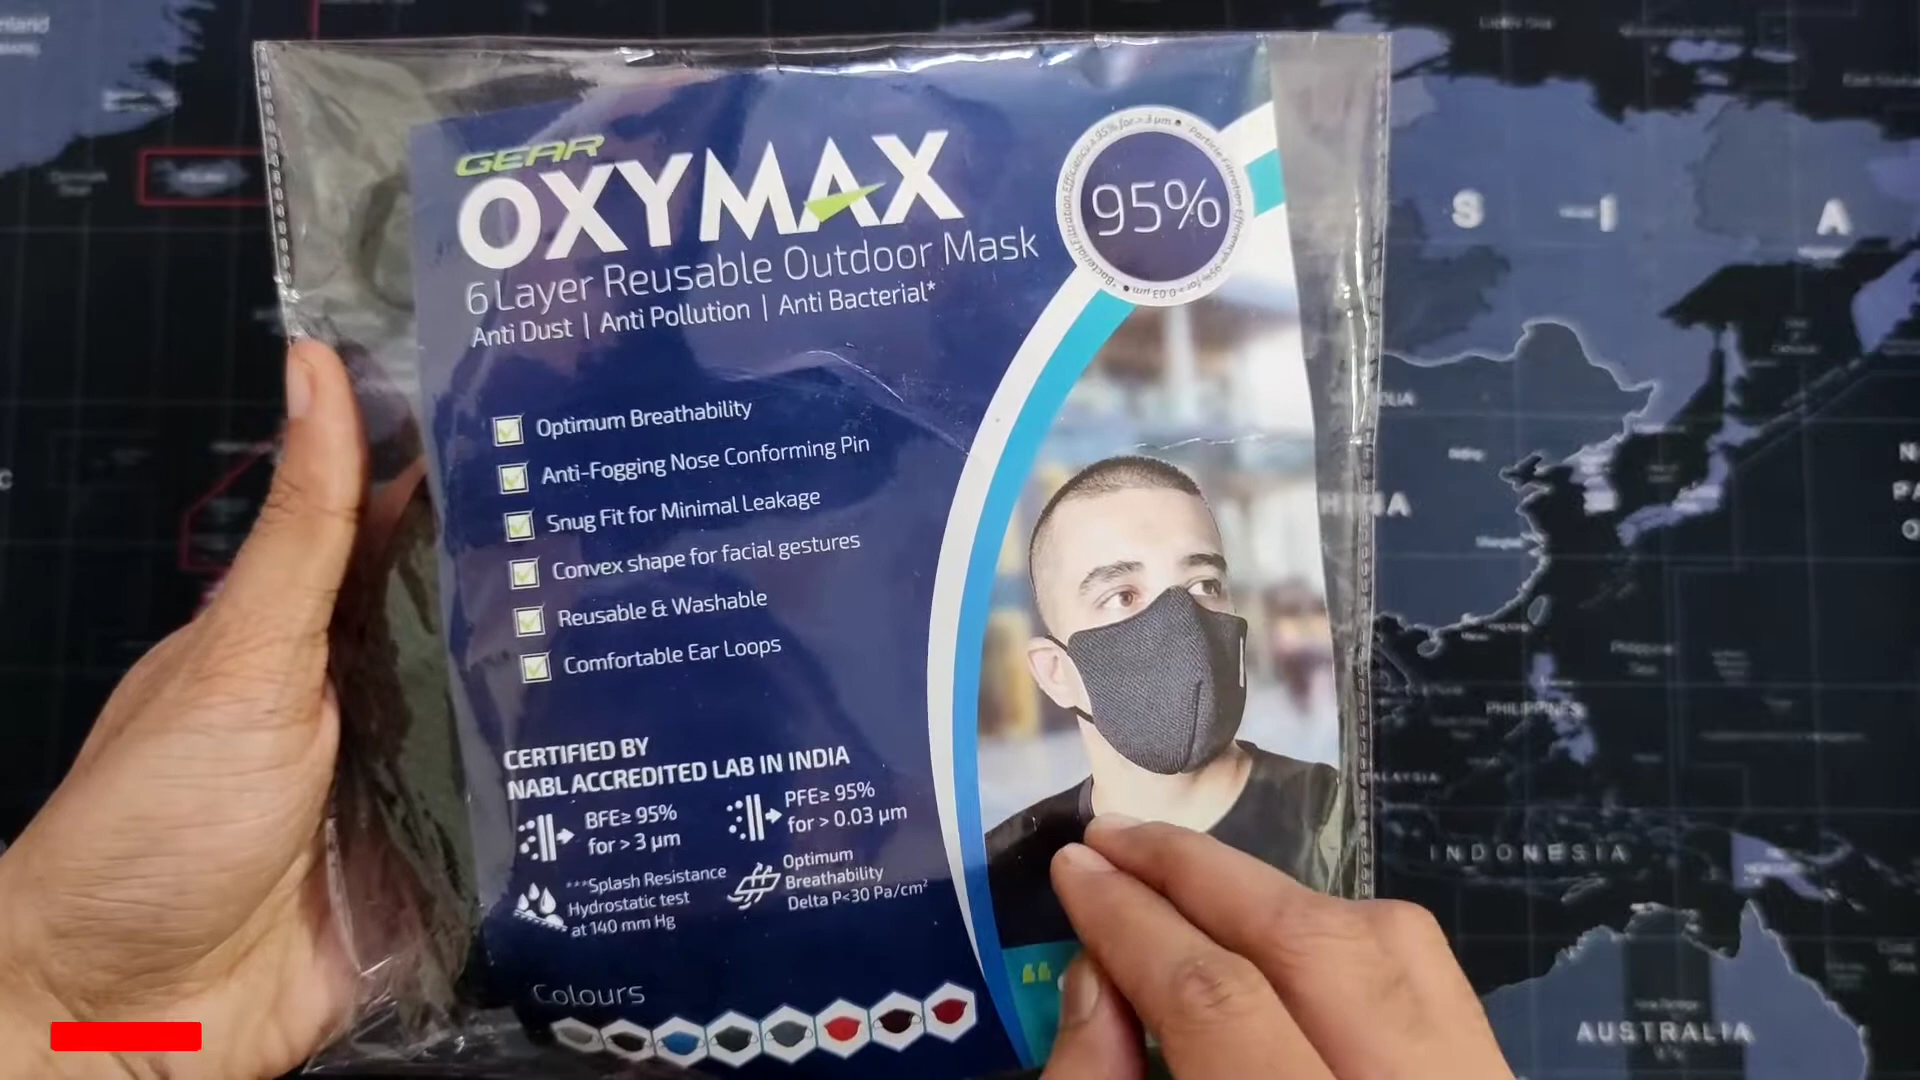 GEAR
OXYMAX
6 Layer Reusable Outdoor Mask
Anti Dust | Anti Pollution | Anti Bacterial*
95%
*Bacterial Filtration Efficiency ≥ 95% for > 3 µm • Particle Filtration Efficiency ≥ 95% for > 0.03 µm •
Optimum Breathability
Anti-Fogging Nose Conforming Pin
Snug Fit for Minimal Leakage
Convex shape for facial gestures
Reusable & Washable
Comfortable Ear Loops
CERTIFIED BY
NABL ACCREDITED LAB IN INDIA
BFE≥ 95%
for > 3 µm
PFE≥ 95%
for > 0.03 µm
***Splash Resistance
Hydrostatic test
at 140 mm Hg
Optimum
Breathability
Delta P<30 Pa/cm²
Colours
S I A
PHILIPPINES
INDONESIA
AUSTRALIA